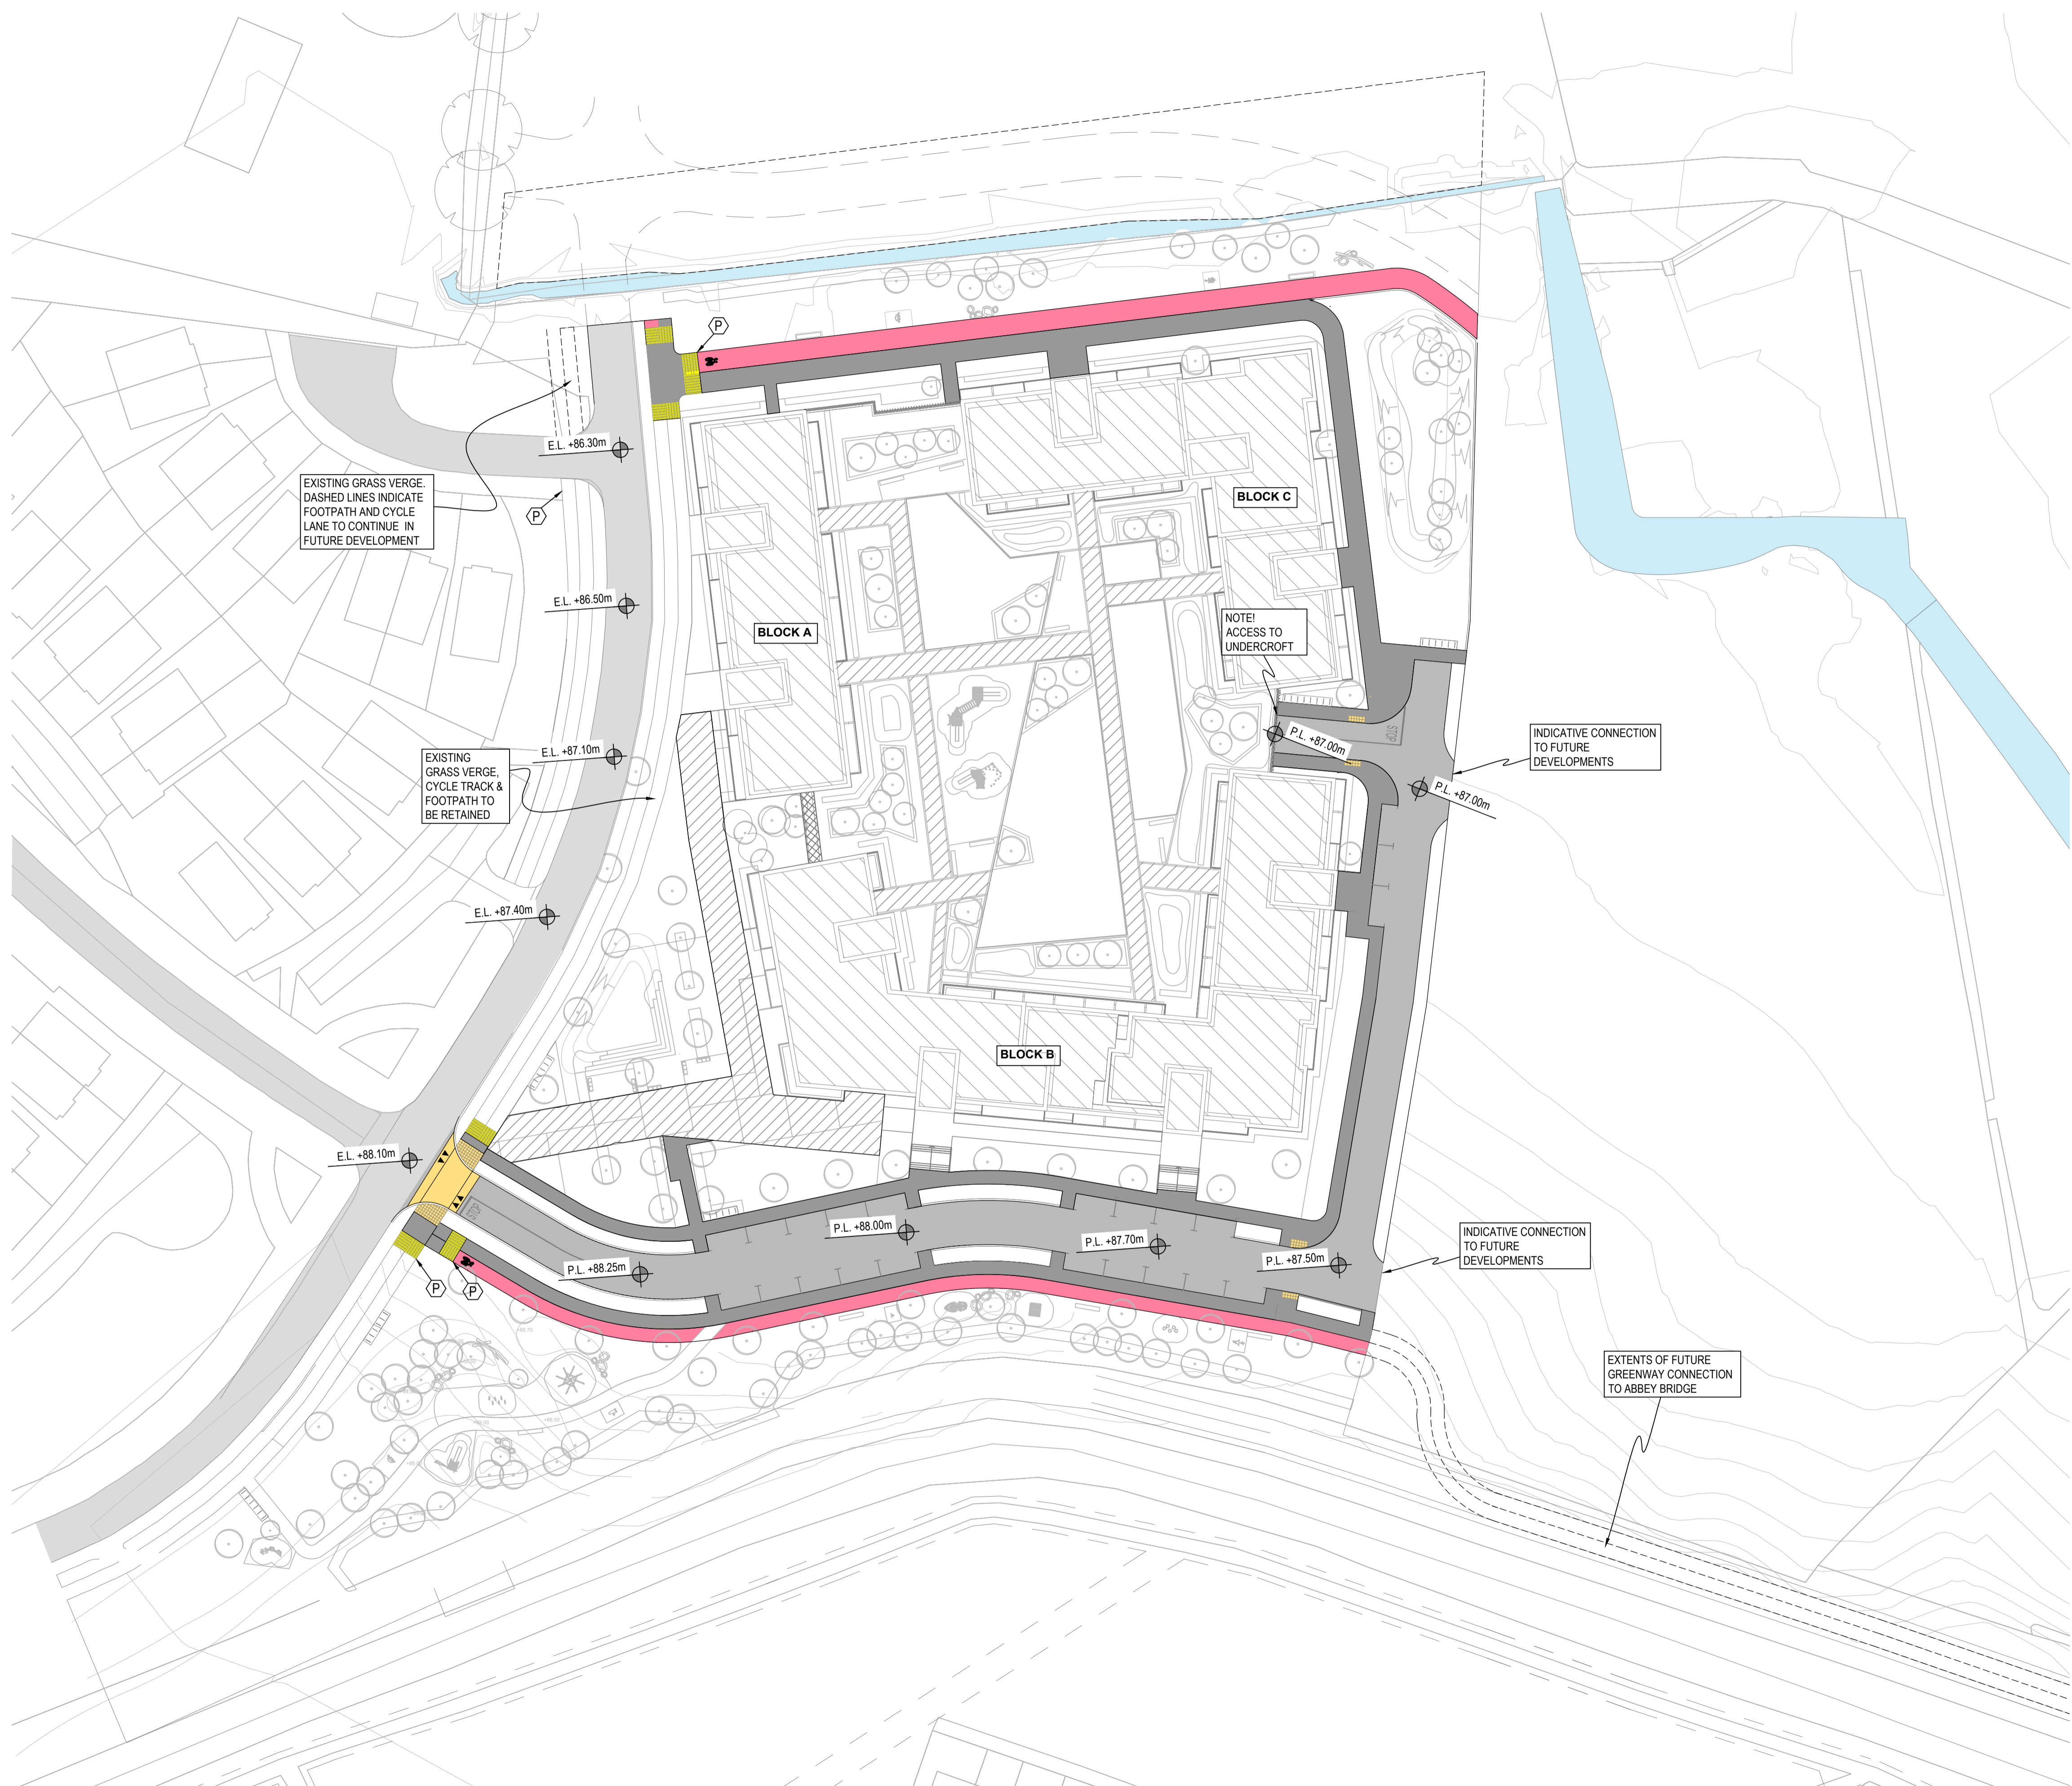 P
E.L. +86.30m
EXISTING GRASS VERGE.
DASHED LINES INDICATE
FOOTPATH AND CYCLE
LANE TO CONTINUE IN
FUTURE DEVELOPMENT
BLOCK C
P
E.L. +86.50m
BLOCK A
NOTE!
ACCESS TO
UNDERCROFT
STOP
P.L. +87.00m
E.L. +87.10m
EXISTING
GRASS VERGE,
CYCLE TRACK &
FOOTPATH TO
BE RETAINED
INDICATIVE CONNECTION
TO FUTURE
DEVELOPMENTS
P.L. +87.00m
E.L. +87.40m
BLOCK B
E.L. +88.10m
STOP
P.L. +88.00m
P.L. +87.70m
P.L. +87.50m
P.L. +88.25m
INDICATIVE CONNECTION
TO FUTURE
DEVELOPMENTS
P
P
EXTENTS OF FUTURE
GREENWAY CONNECTION
TO ABBEY BRIDGE